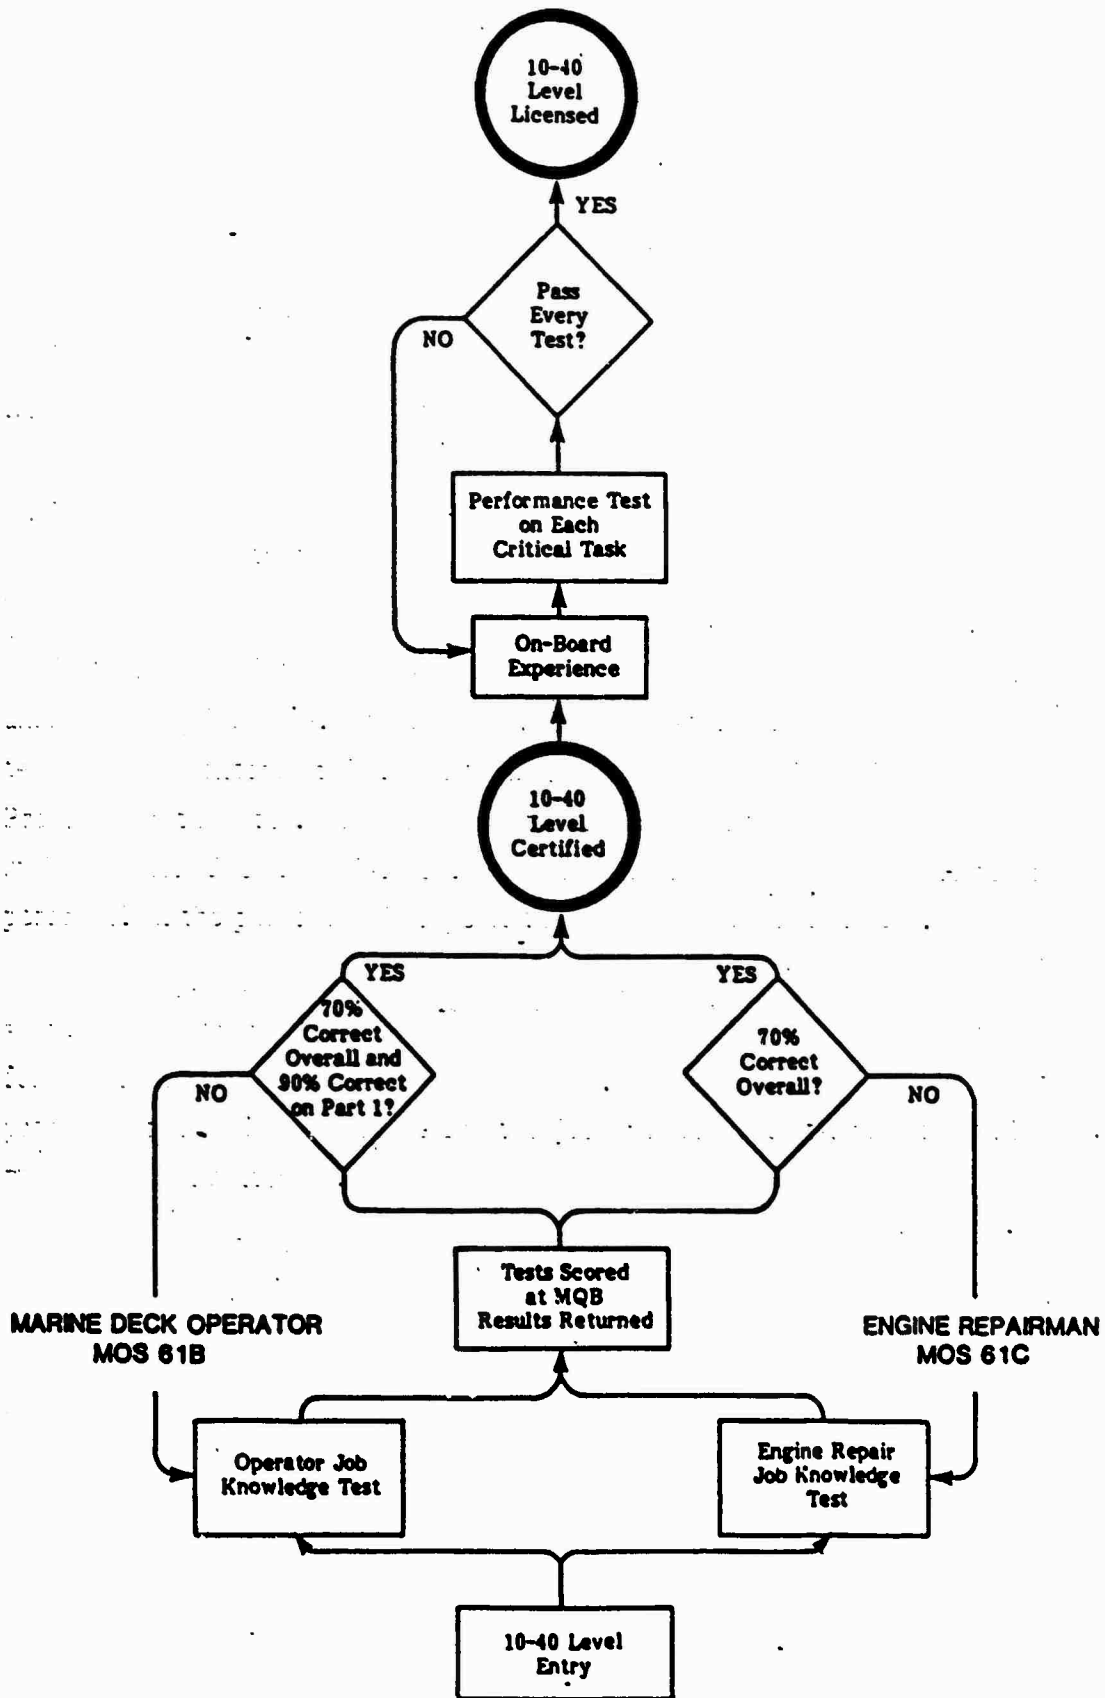 10-40
Level
Licensed
YES
Pass
Every
Test?
NO
Performance Test
on Each
Critical Task
On-Board
Experience
10-40
Level
Certified
YES
YES
70%
Correct
Overall and
90% Correct
on Part 1?
70%
Correct
Overall?
NO
NO
Tests Scored
at MQB
Results Returned
MARINE DECK OPERATOR
MOS 61B
ENGINE REPAIRMAN
MOS 61C
Operator Job
Knowledge Test
Engine Repair
Job Knowledge
Test
10-40 Level
Entry